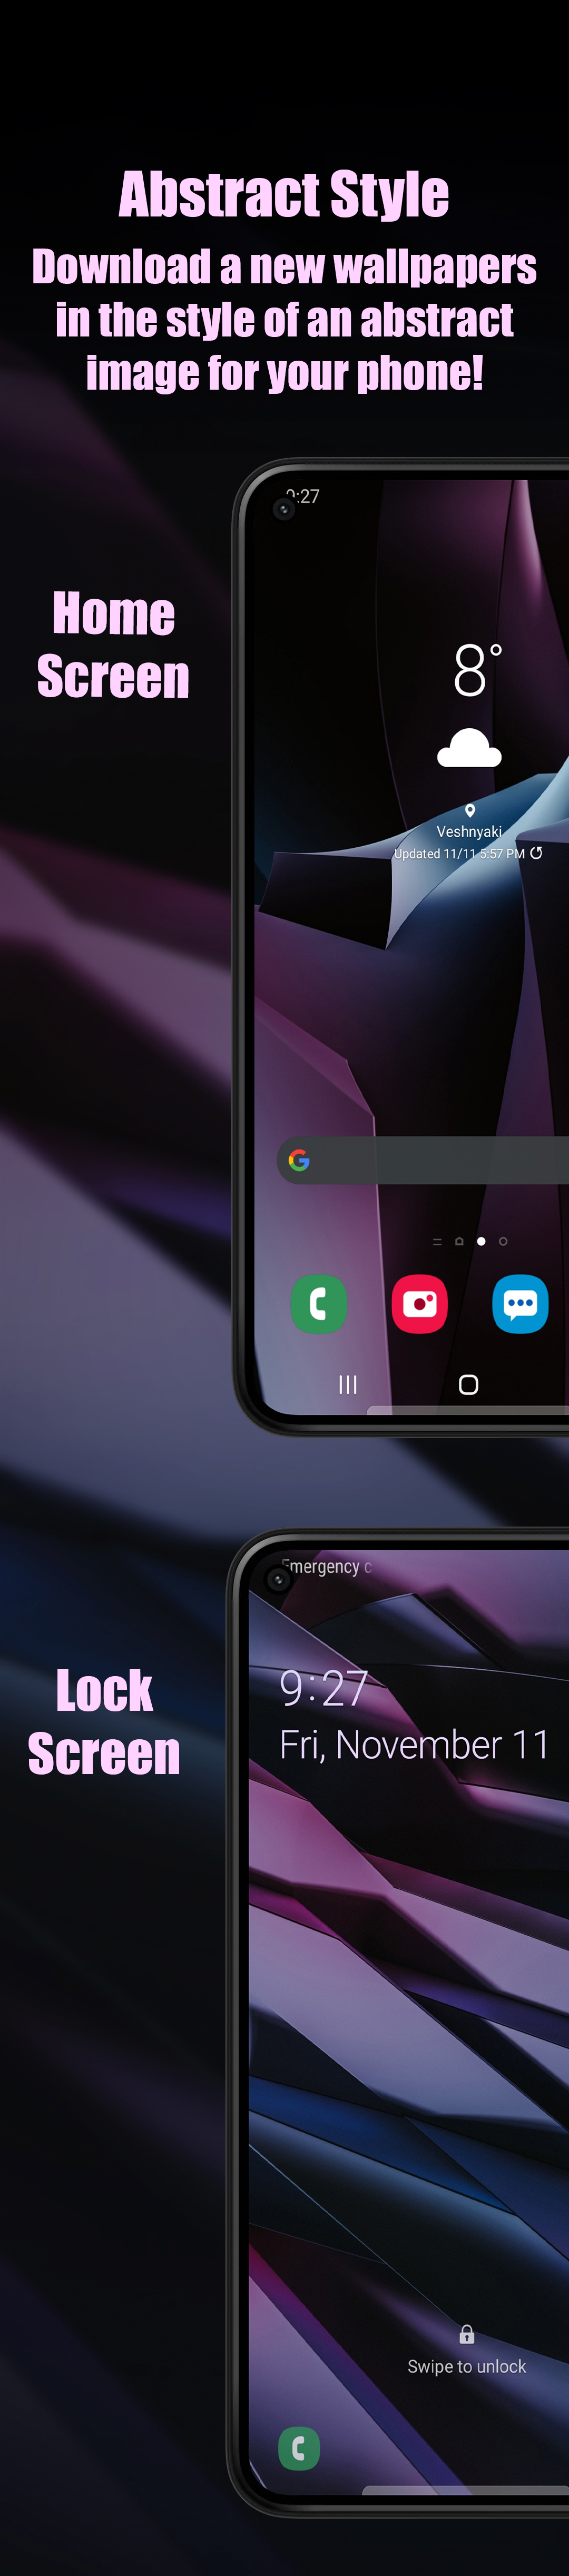 Abstract Style
Download a new wallpapers
in the style of an abstract
image for your phone!
9:27
Home
Screen
8°
Veshnyaki
Updated 11/11 5:57 PM
Emergency c
9:27
Fri, November 11
Lock
Screen
Swipe to unlock